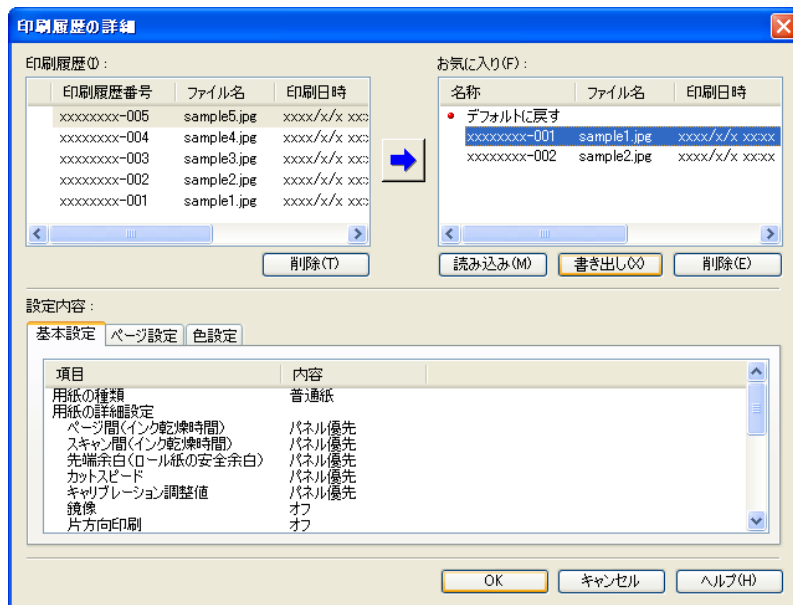 印刷履歴の詳細
印刷履歴(I):
印刷履歴番号 ファイル名 印刷日時
xxxxxxxxx-005 sample5.jpg xxxx/x/x xx:
xxxxxxxxx-004 sample4.jpg xxxx/x/x xx:
xxxxxxxxx-003 sample3.jpg xxxx/x/x xx:
xxxxxxxxx-002 sample2.jpg xxxx/x/x xx:
xxxxxxxxx-001 sample1.jpg xxxx/x/x xx:
削除(T)
お気に入り(F):
名称 ファイル名 印刷日時
デフォルトに戻す
xxxxxxxxx-001 sample1.jpg xxxx/x/x xx:xx
xxxxxxxxx-002 sample2.jpg xxxx/x/x xx:xx
読み込み(M) 書き出し(X) 削除(E)
設定内容:
基本設定 ページ設定 色設定
項目 内容
用紙の種類 普通紙
用紙の詳細設定
ページ間(インク乾燥時間) パネル優先
スキャン間(インク乾燥時間) パネル優先
先端余白(ロール紙の安全余白) パネル優先
カットスピード パネル優先
キャリブレーション調整値 パネル優先
鏡像 オフ
片方向印刷 オフ
OK キャンセル ヘルプ(H)